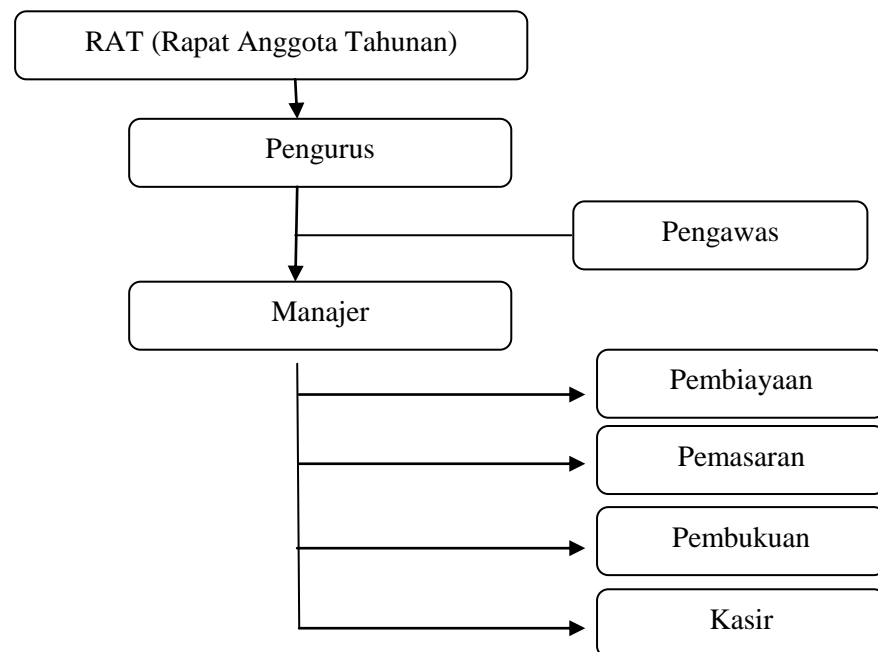 RAT (Rapat Anggota Tahunan)
Pengurus
Pengawas
Manajer
Pembiayaan
Pemasaran
Pembukuan
Kasir